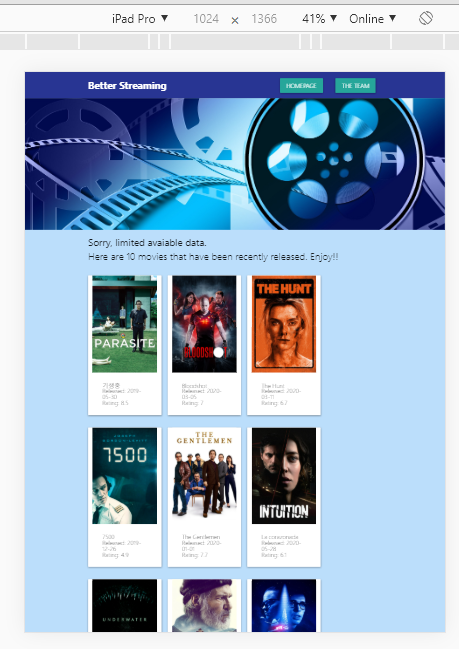 iPad Pro ▼ 1024 × 1366 41% ▼ Online ▼
Better Streaming
HOMEPAGE THE TEAM
Sorry, limited avaiable data.
Here are 10 movies that have been recently released. Enjoy!!
PARASITE
BLOODSHOT
THE HUNT
기생충
Released: 2019-
05-30
Rating: 8.5
Bloodshot
Released: 2020-
03-05
Rating: 7
The Hunt
Released: 2020-
03-11
Rating: 6.7
7500
THE
GENTLEMEN
INTUITION
7500
Released: 2019-
12-26
Rating: 4.9
The Gentlemen
Released: 2020-
01-01
Rating: 7.7
La corazonada
Released: 2020-
05-28
Rating: 6.1
UNDERWATER